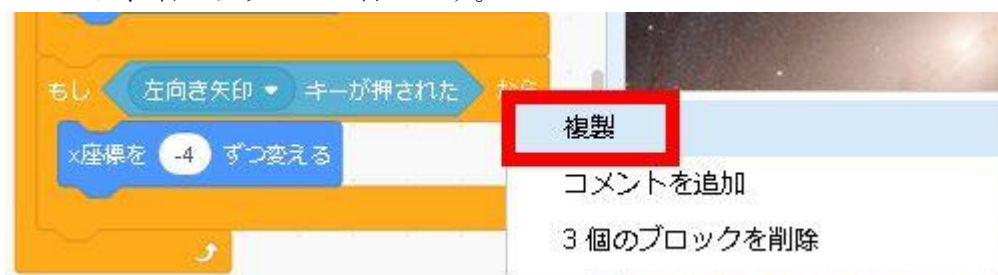 もし 左向き矢印 キーが押された なら
x座標を -4 ずつ変える
複製
コメントを追加
3 個のブロックを削除